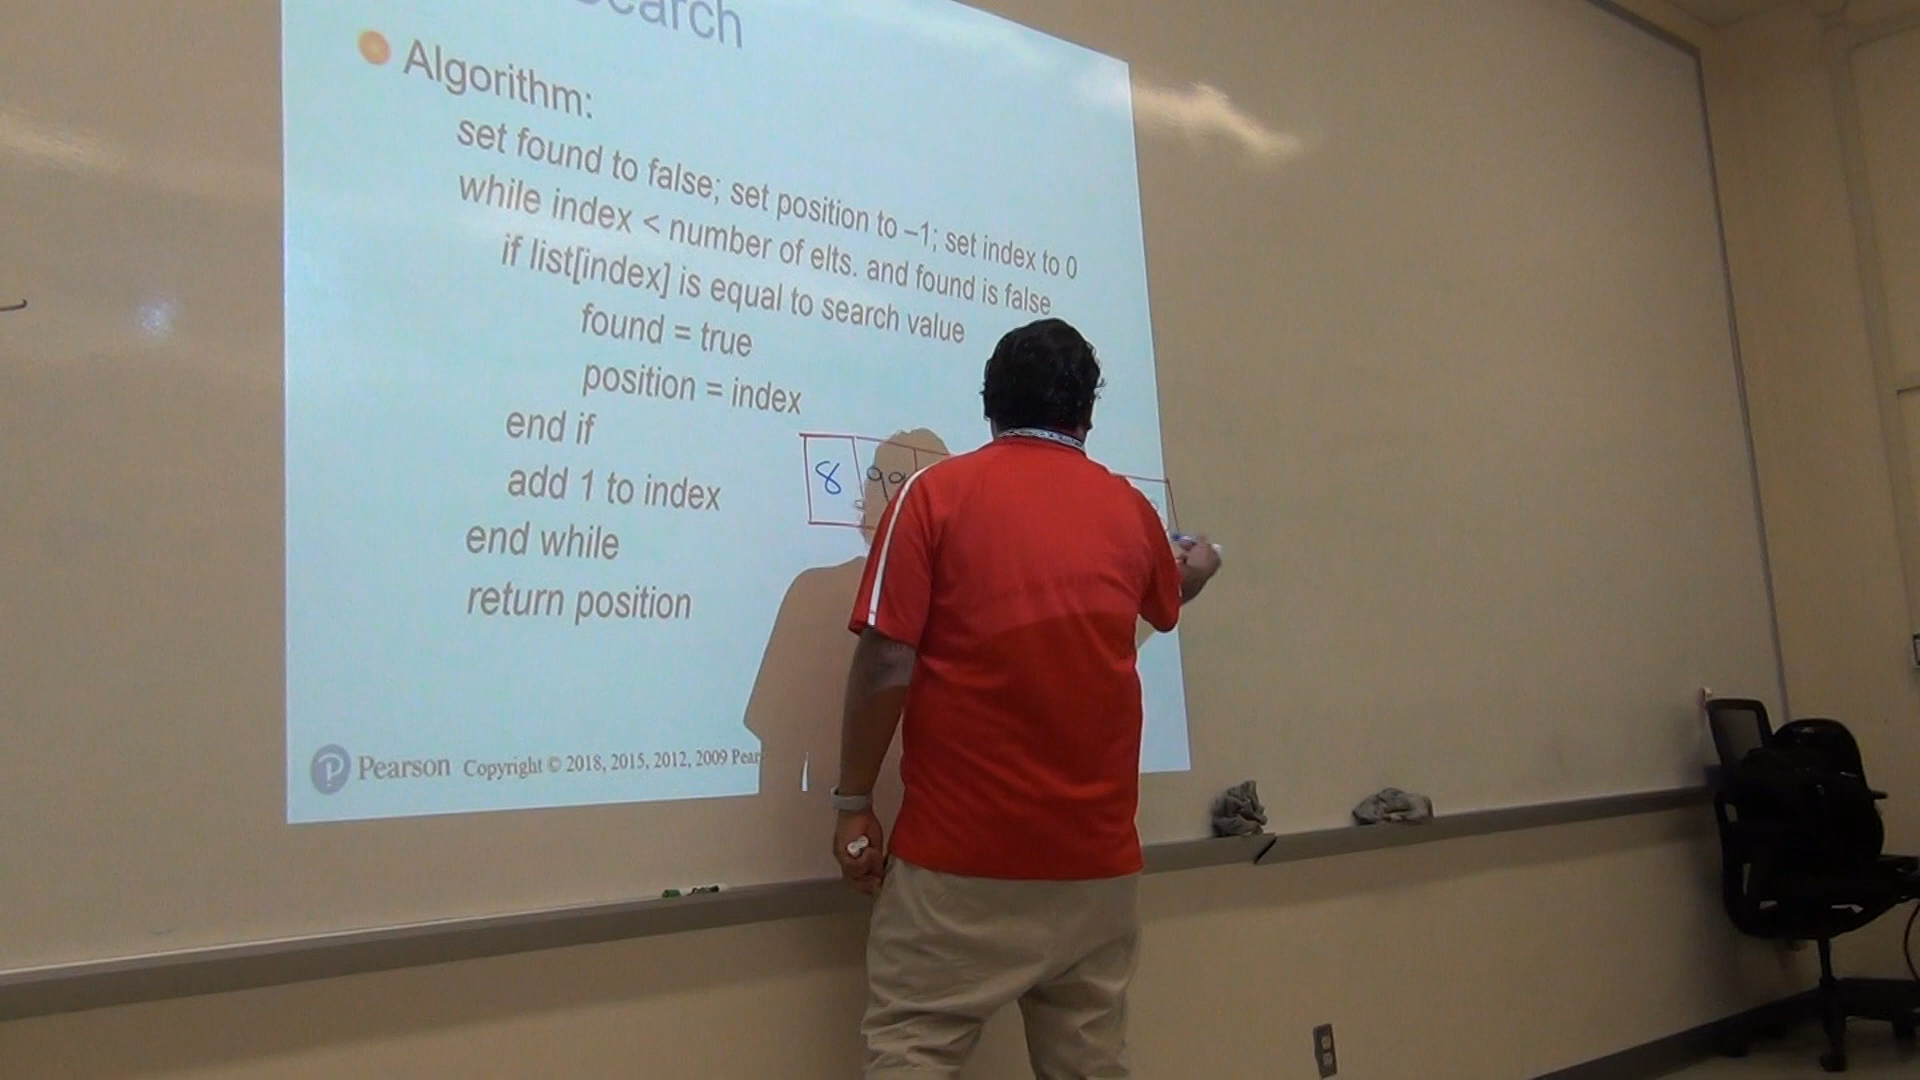 Algorithm:
set found to false; set position to –1; set index to 0
while index < number of elts. and found is false
if list[index] is equal to search value
found = true
position = index
end if
add 1 to index
end while
return position
8 99
Pearson Copyright © 2018, 2015, 2012, 2009